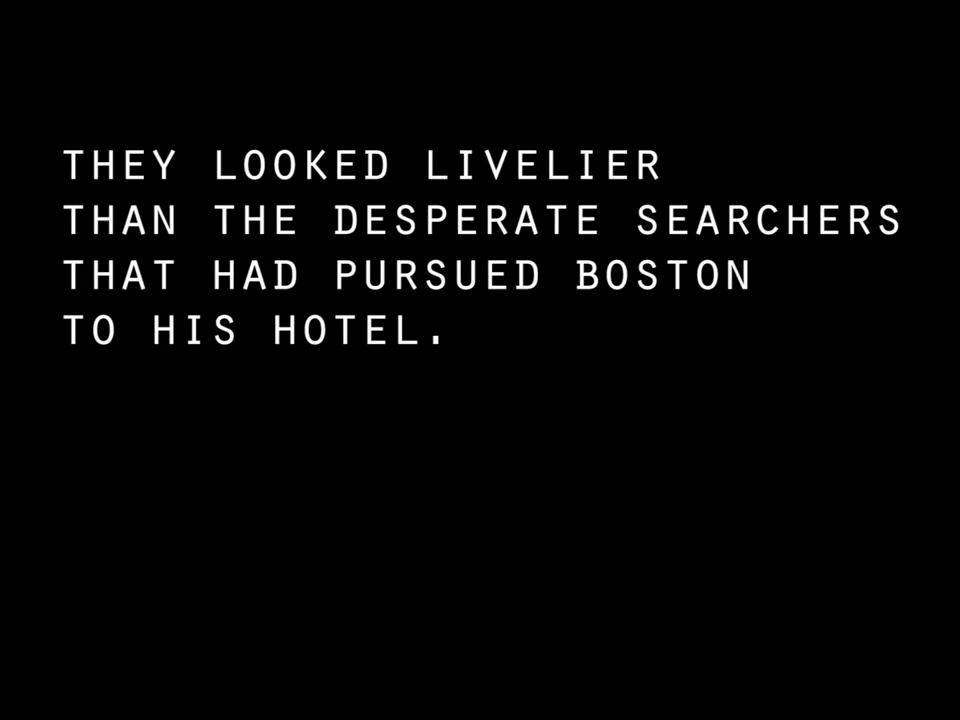 THEY LOOKED LIVELIER
THAN THE DESPERATE SEARCHERS
THAT HAD PURSUED BOSTON
TO HIS HOTEL.